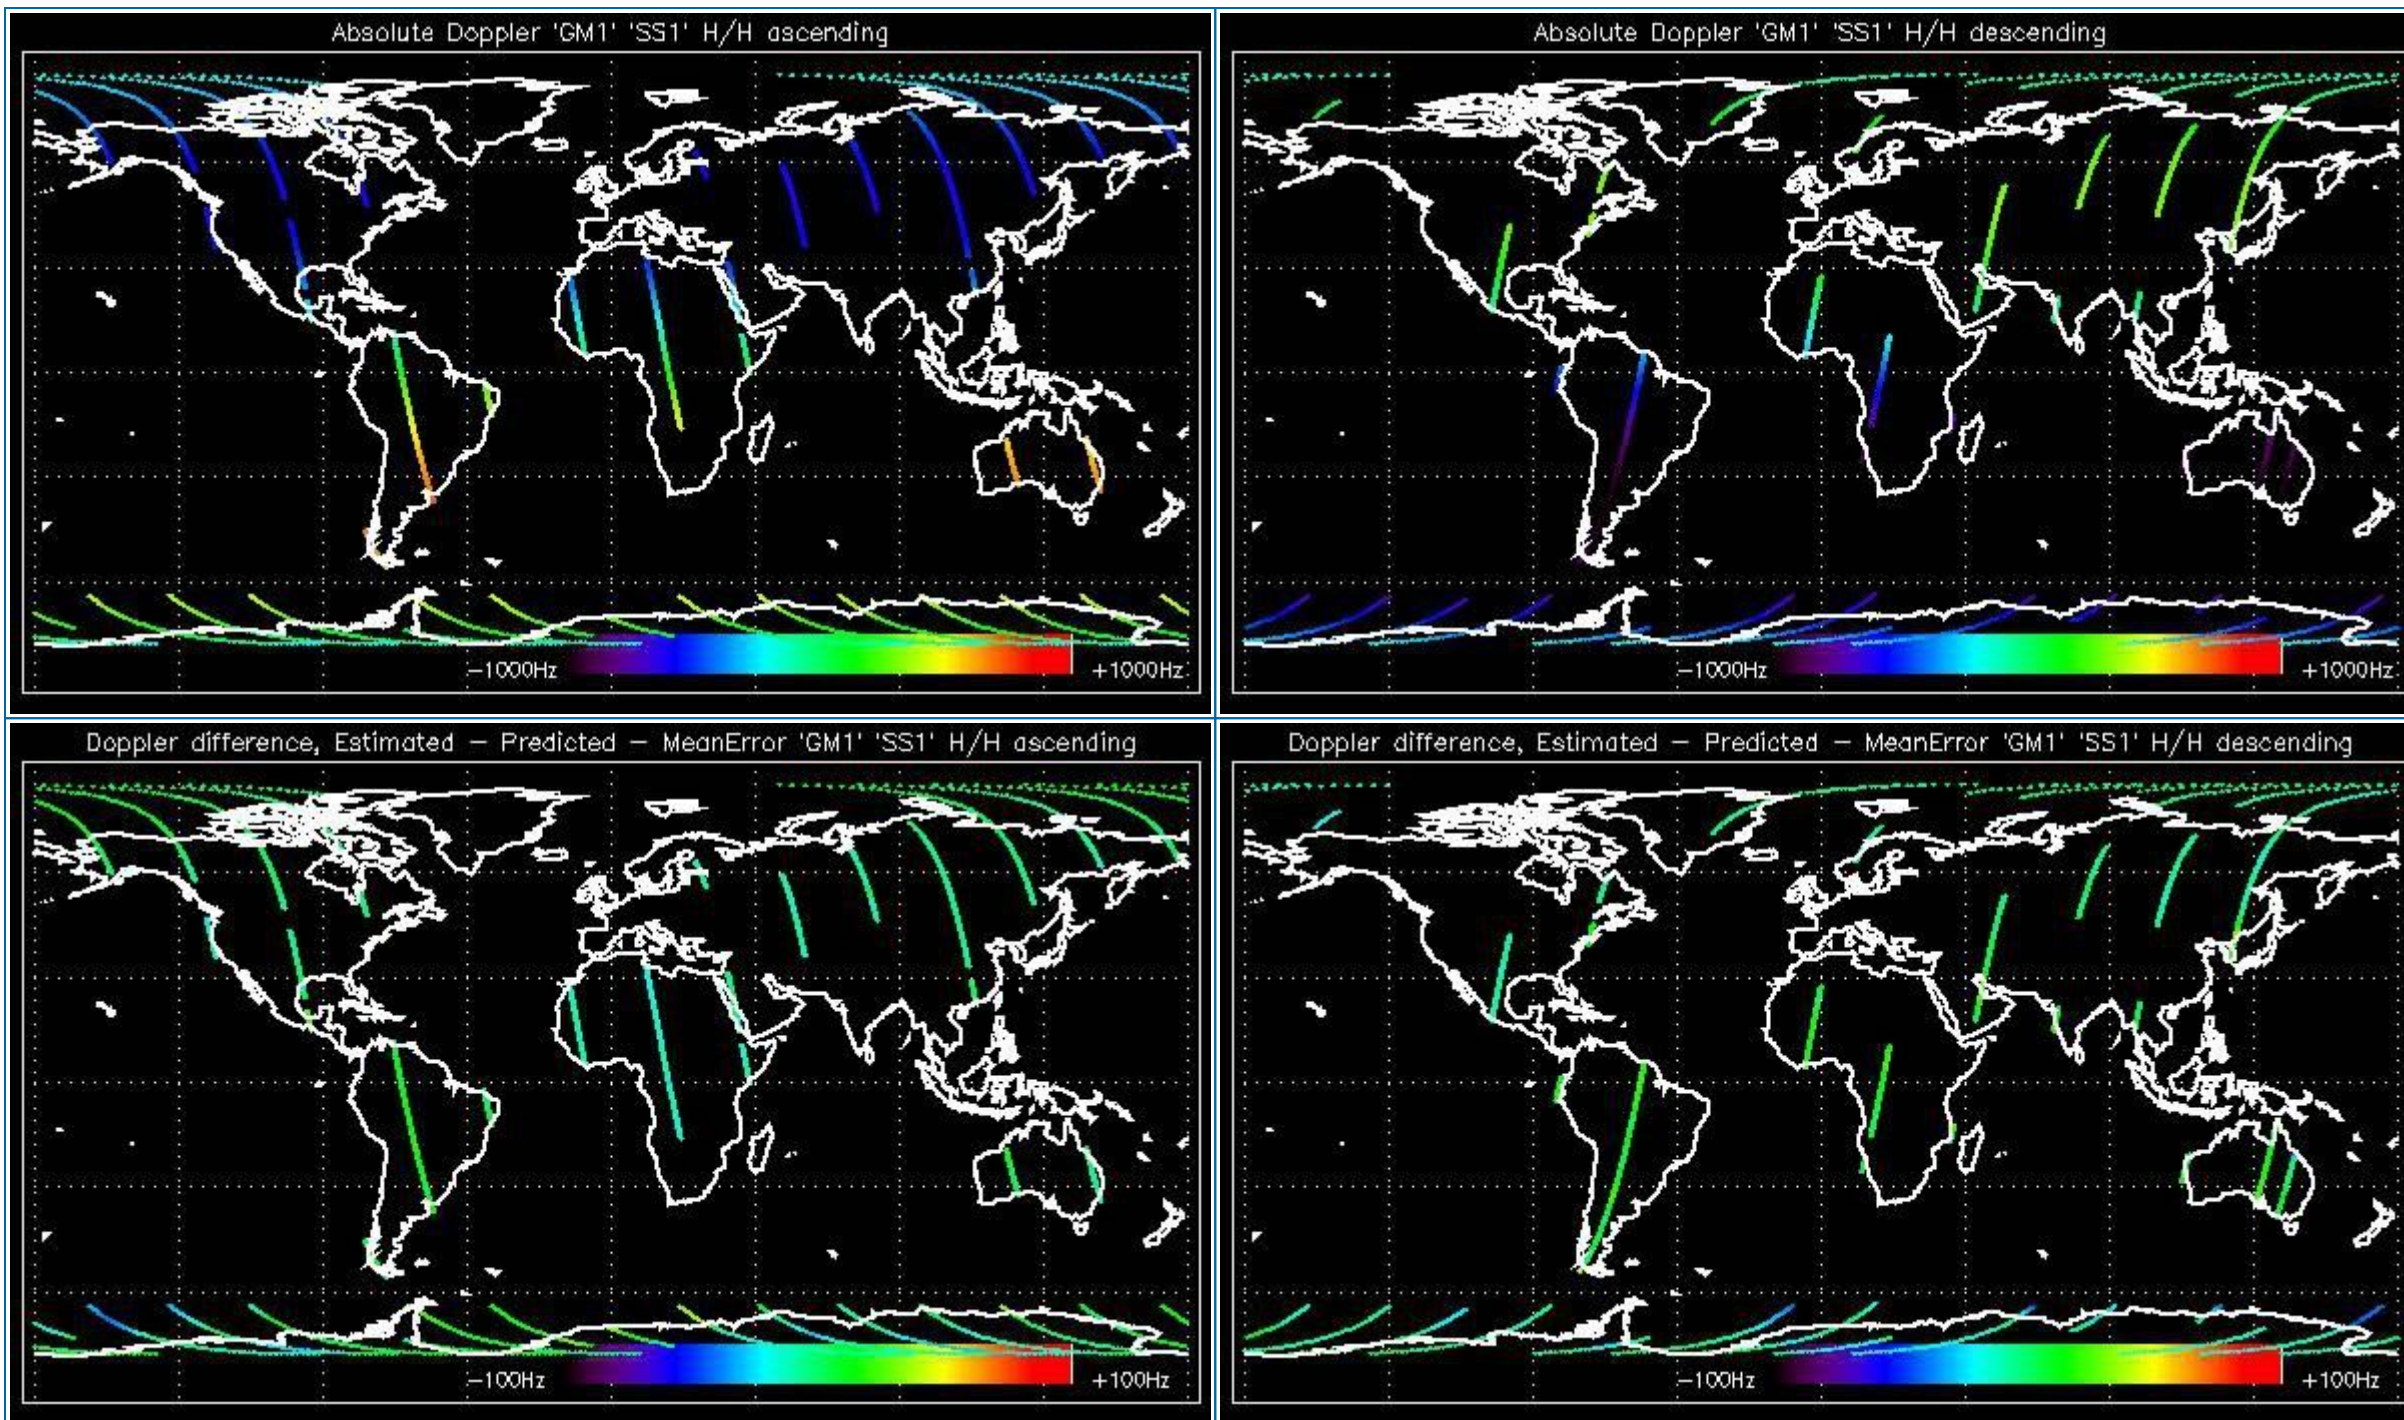 Absolute Doppler 'GM1' 'SS1' H/H ascending
−1000Hz
+1000Hz
Absolute Doppler 'GM1' 'SS1' H/H descending
−1000Hz
+1000Hz
Doppler difference, Estimated − Predicted − MeanError 'GM1' 'SS1' H/H ascending
−100Hz
+100Hz
Doppler difference, Estimated − Predicted − MeanError 'GM1' 'SS1' H/H descending
−100Hz
+100Hz